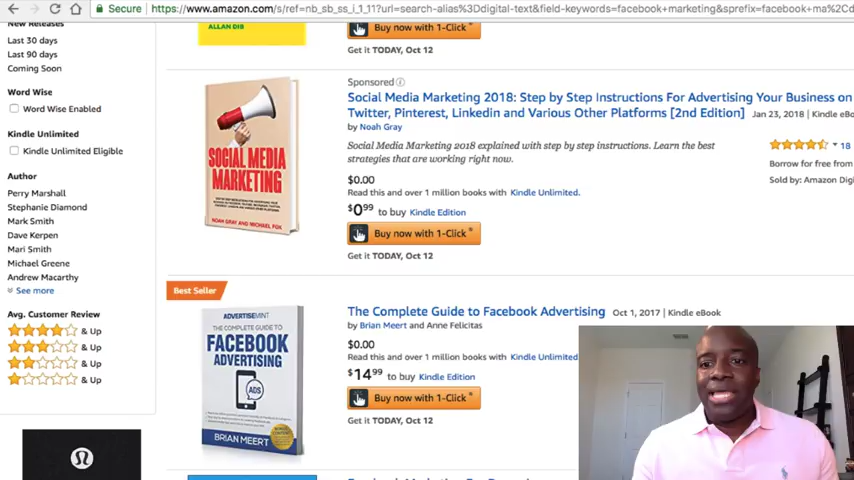 Secure
https://www.amazon.com/s/ref=nb_sb_ss_i_1_11?url=search-alias%3Ddigital-text&field-keywords=facebook+marketing&sprefix=facebook+ma%2Cd
New Releases
Last 30 days
Last 90 days
Coming Soon
Word Wise
Word Wise Enabled
Kindle Unlimited
Kindle Unlimited Eligible
Author
Perry Marshall
Stephanie Diamond
Mark Smith
Dave Kerpen
Mari Smith
Michael Greene
Andrew Macarthy
See more
Avg. Customer Review
& Up
& Up
& Up
& Up
ALLAN DIB
Buy now with 1-Click®
Get it TODAY, Oct 12
SOCIAL MEDIA
MARKETING
NOAH GRAY AND MICHAEL FOX
Sponsored
Social Media Marketing 2018: Step by Step Instructions For Advertising Your Business on
Twitter, Pinterest, Linkedin and Various Other Platforms [2nd Edition] Jan 23, 2018 | Kindle eBo
by Noah Gray
Social Media Marketing 2018 explained with step by step instructions. Learn the best
strategies that are working right now.
$0.00
Read this and over 1 million books with Kindle Unlimited.
$0.99 to buy Kindle Edition
Buy now with 1-Click®
Get it TODAY, Oct 12
18
Borrow for free from
Sold by: Amazon Digi
Best Seller
ADVERTISEMINT
THE COMPLETE GUIDE TO
FACEBOOK
ADVERTISING
ADS
BRIAN MEERT
The Complete Guide to Facebook Advertising Oct 1, 2017 | Kindle eBook
by Brian Meert and Anne Felicitas
$0.00
Read this and over 1 million books with Kindle Unlimited
$14.99 to buy Kindle Edition
Buy now with 1-Click®
Get it TODAY, Oct 12